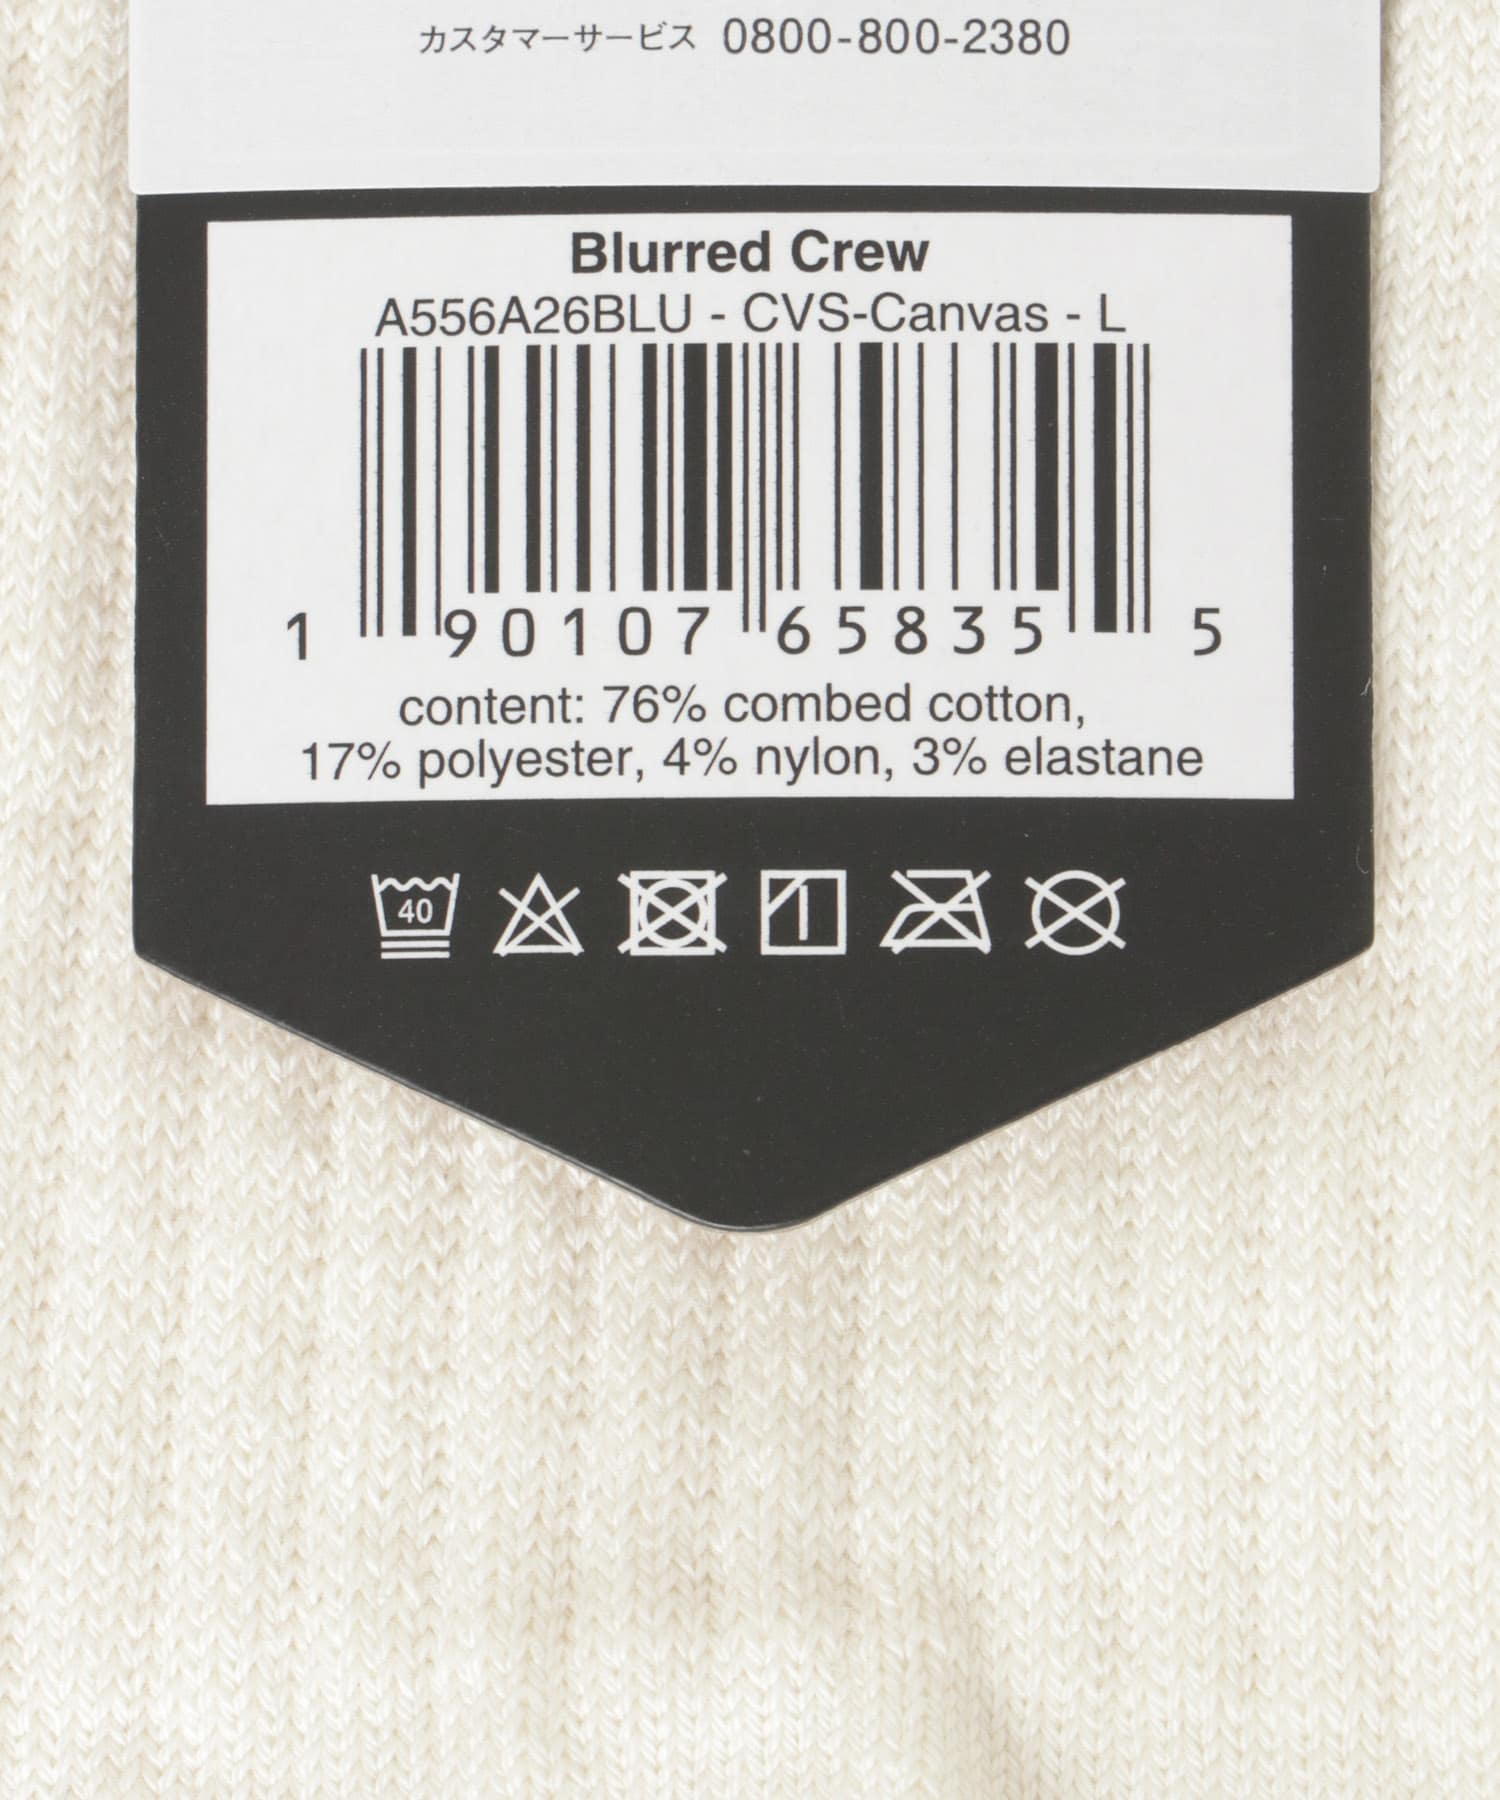 カスタマーサービス 0800-800-2380
Blurred Crew
A556A26BLU - CVS-Canvas - L
1 90107 65835 5
content: 76% combed cotton,
17% polyester, 4% nylon, 3% elastane
40